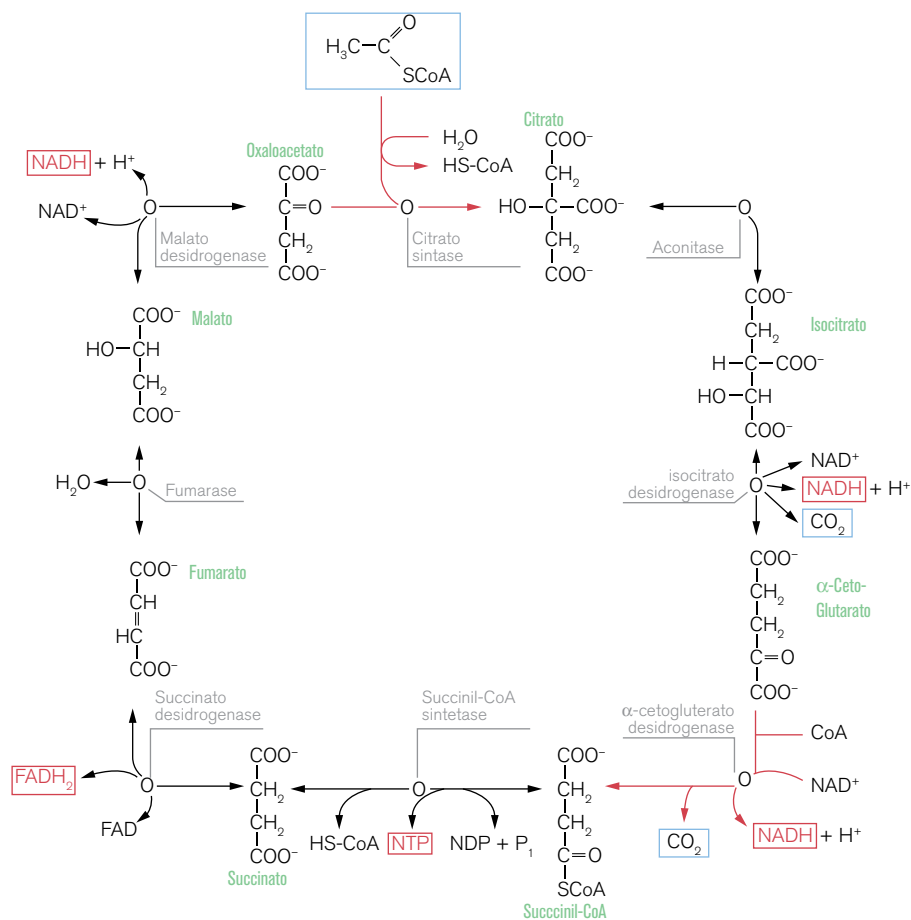 O
H₃C–C
SCoA
H₂O
HS-CoA
Citrato
COO⁻
CH₂
HO–C–COO⁻
CH₂
COO⁻
Oxaloacetato
COO⁻
C=O
CH₂
COO⁻
NADH + H⁺
NAD⁺
O
Malato
desidrogenase
O
Citrato
sintase
O
Aconitase
Malato
COO⁻
HO–CH
CH₂
COO⁻
Isocitrato
COO⁻
CH₂
H–C–COO⁻
HO–CH
COO⁻
H₂O
O
Fumarase
isocitrato
desidrogenase
O
NAD⁺
NADH + H⁺
CO₂
Fumarato
COO⁻
CH
HC
COO⁻
α-Ceto-
Glutarato
COO⁻
CH₂
CH₂
C=O
COO⁻
Succinato
desidrogenase
Succinil-CoA
sintetase
α-cetogluterato
desidrogenase
CoA
O
NAD⁺
NADH + H⁺
CO₂
FADH₂
O
FAD
COO⁻
CH₂
CH₂
COO⁻
Succinato
O
HS-CoA
NTP
NDP + P₁
COO⁻
CH₂
CH₂
C=O
SCoA
Succcinil-CoA